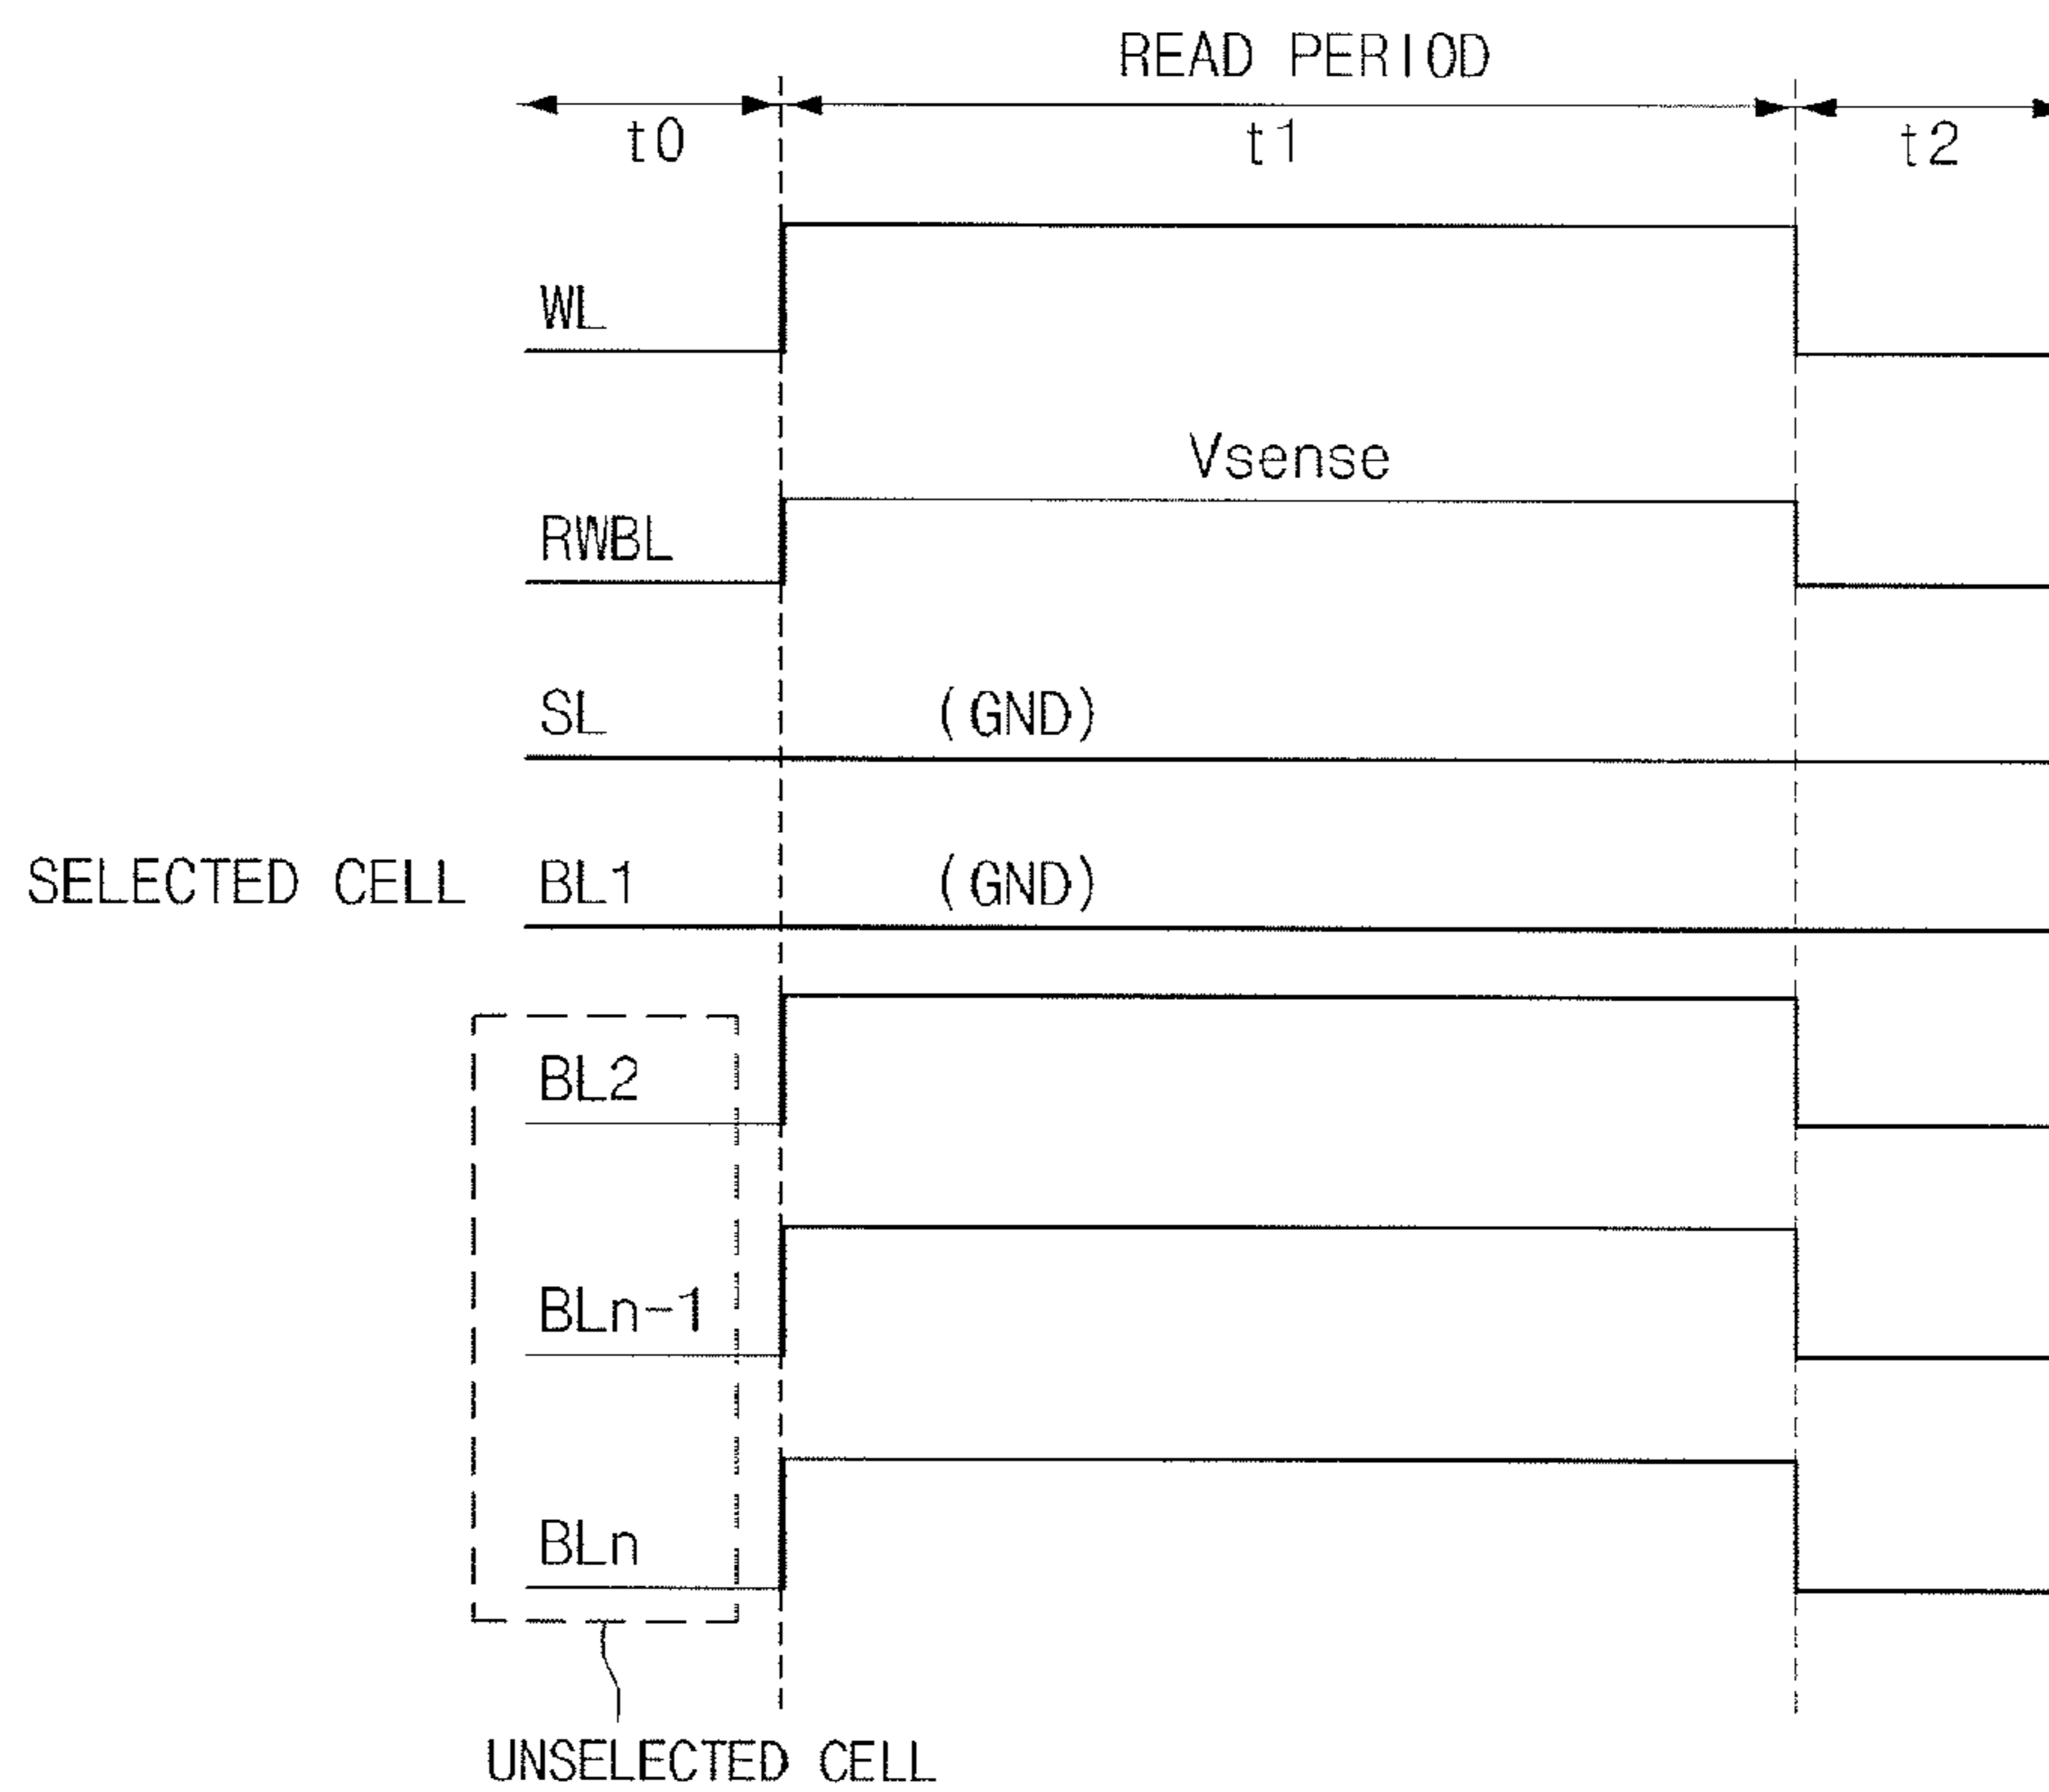 READ PERIOD
t0
t1
t2
WL
Vsense
RWBL
SL (GND)
SELECTED CELL BL1 (GND)
BL2
BLn-1
BLn
UNSELECTED CELL